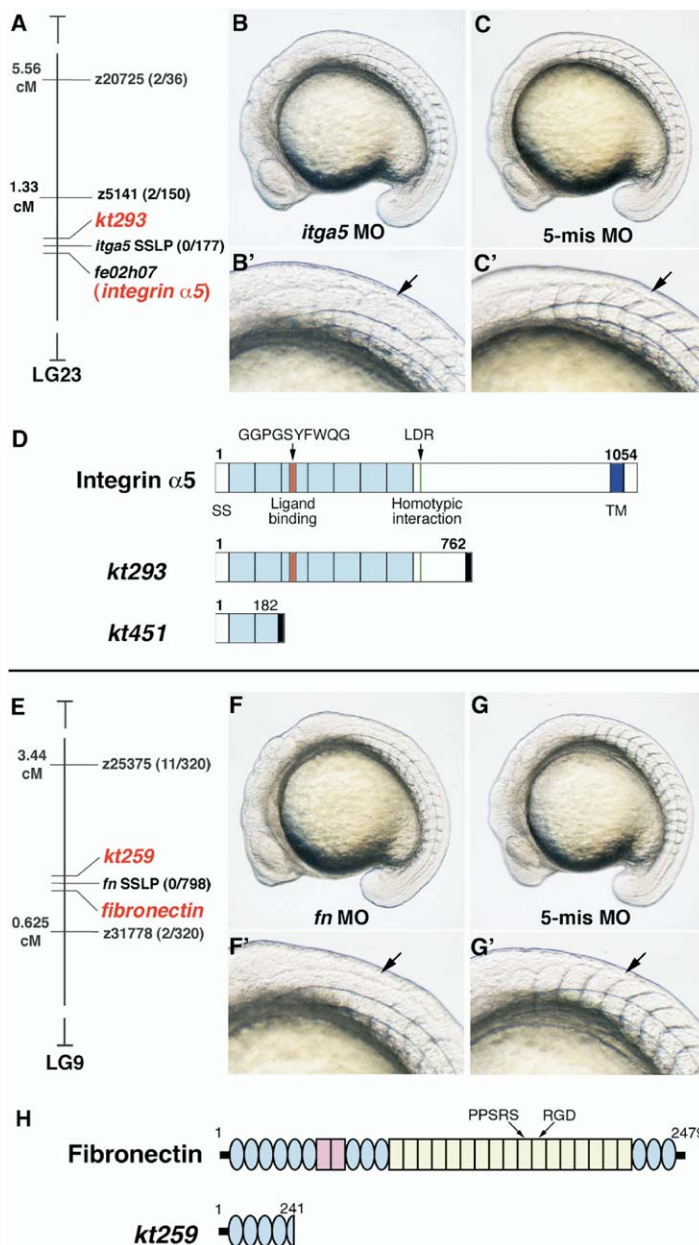 A
5.56
cM
z20725 (2/36)
1.33
cM
z5141 (2/150)
kt293
itga5 SSLP (0/177)
fe02h07
(integrin α5)
LG23
B
itga5 MO
C
5-mis MO
B'
C'
D
GGPGSYFWQG
LDR
1
1054
Integrin α5
SS
Ligand
binding
Homotypic
interaction
TM
1
762
kt293
1
182
kt451
E
3.44
cM
z25375 (11/320)
kt259
fn SSLP (0/798)
fibronectin
0.625
cM
z31778 (2/320)
LG9
F
fn MO
G
5-mis MO
F'
G'
H
PPSRS
RGD
1
2479
Fibronectin
1
241
kt259